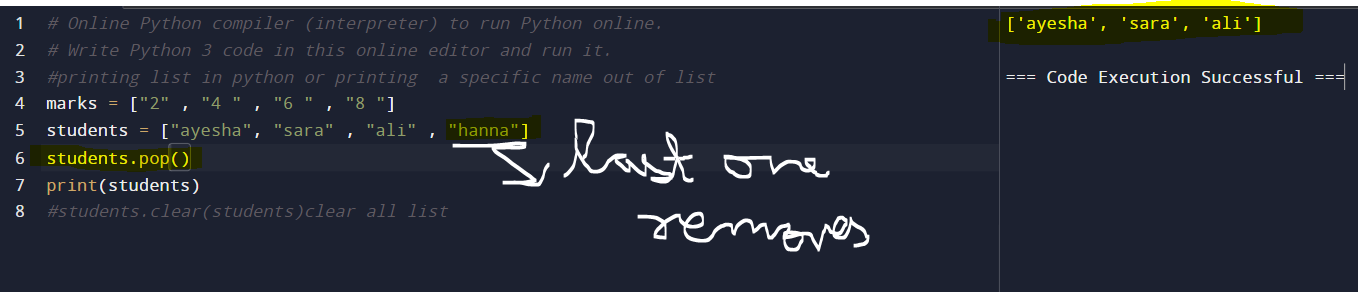 1 # Online Python compiler (interpreter) to run Python online.
2 # Write Python 3 code in this online editor and run it.
3 #printing list in python or printing  a specific name out of list
4 marks = ["2" , "4 " , "6 " , "8 "]
5 students = ["ayesha", "sara" , "ali" , "hanna"]
6 students.pop()
7 print(students)
8 #students.clear(students)clear all list
last one
removes
['ayesha', 'sara', 'ali']
=== Code Execution Successful ===